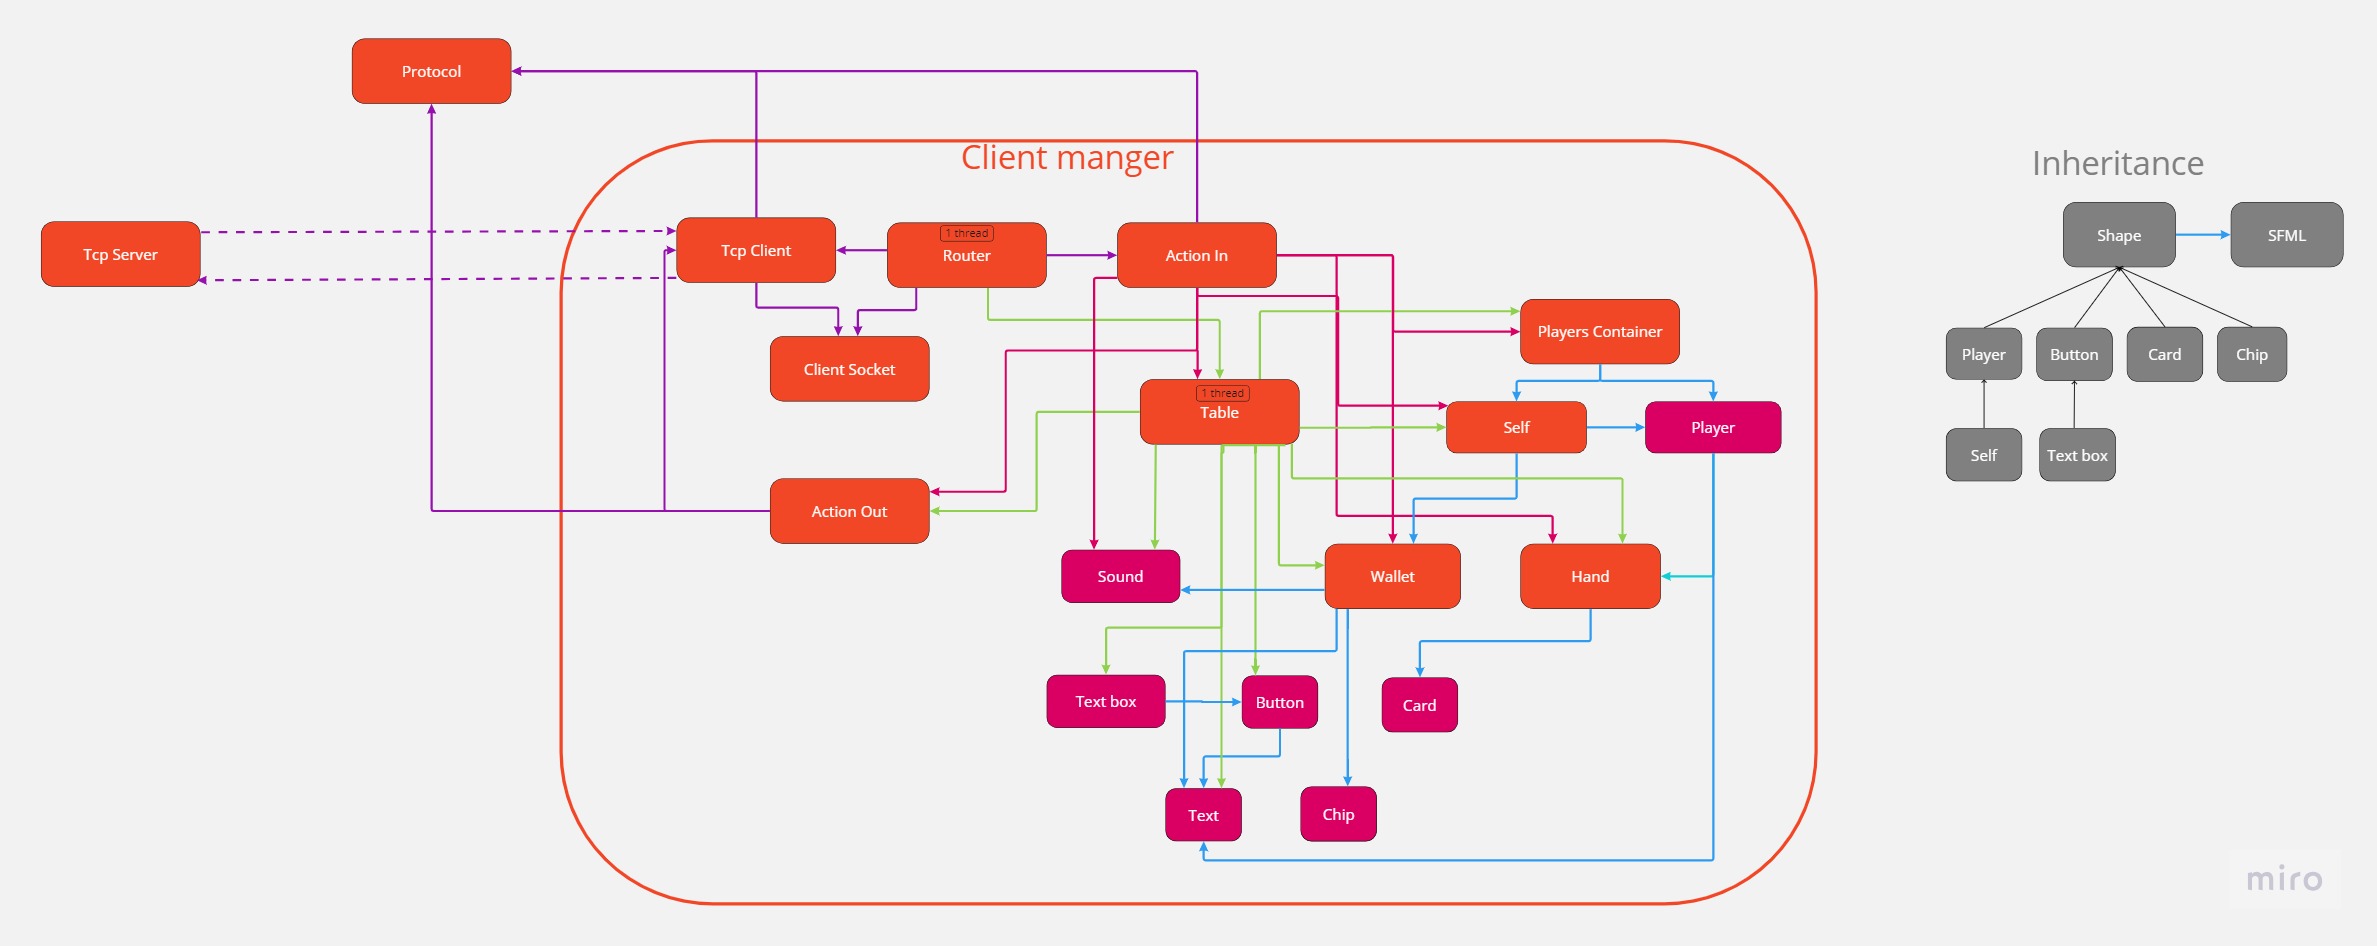 Protocol
Client manger
Inheritance
Tcp Server
Tcp Client
1 thread
Router
Action In
Shape
SFML
Client Socket
Players Container
Player
Button
Card
Chip
1 thread
Table
Self
Player
Self
Text box
Action Out
Sound
Wallet
Hand
Text box
Button
Card
Text
Chip
miro